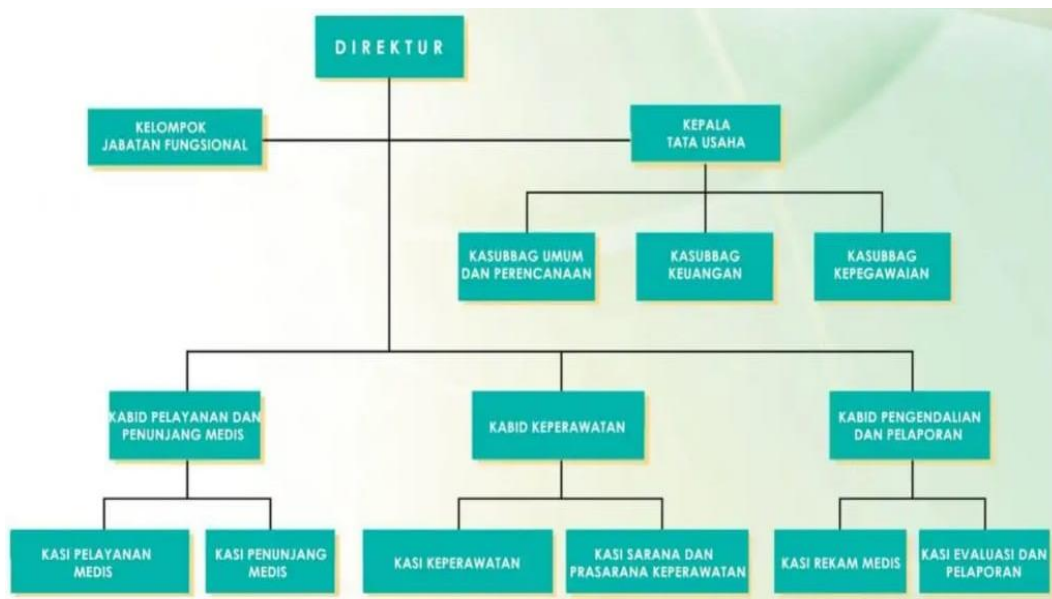 DIREKTUR
KELOMPOK
JABATAN FUNGSIONAL
KEPALA
TATA USAHA
KASUBBAG UMUM
DAN PERENCANAAN
KASUBBAG
KEUANGAN
KASUBBAG
KEPEGAWAIAN
KABID PELAYANAN DAN
PENUNJANG MEDIS
KABID KEPERAWATAN
KABID PENGENDALIAN
DAN PELAPORAN
KASI PELAYANAN
MEDIS
KASI PENUNJANG
MEDIS
KASI KEPERAWATAN
KASI SARANA DAN
PRASARANA KEPERAWATAN
KASI REKAM MEDIS
KASI EVALUASI DAN
PELAPORAN